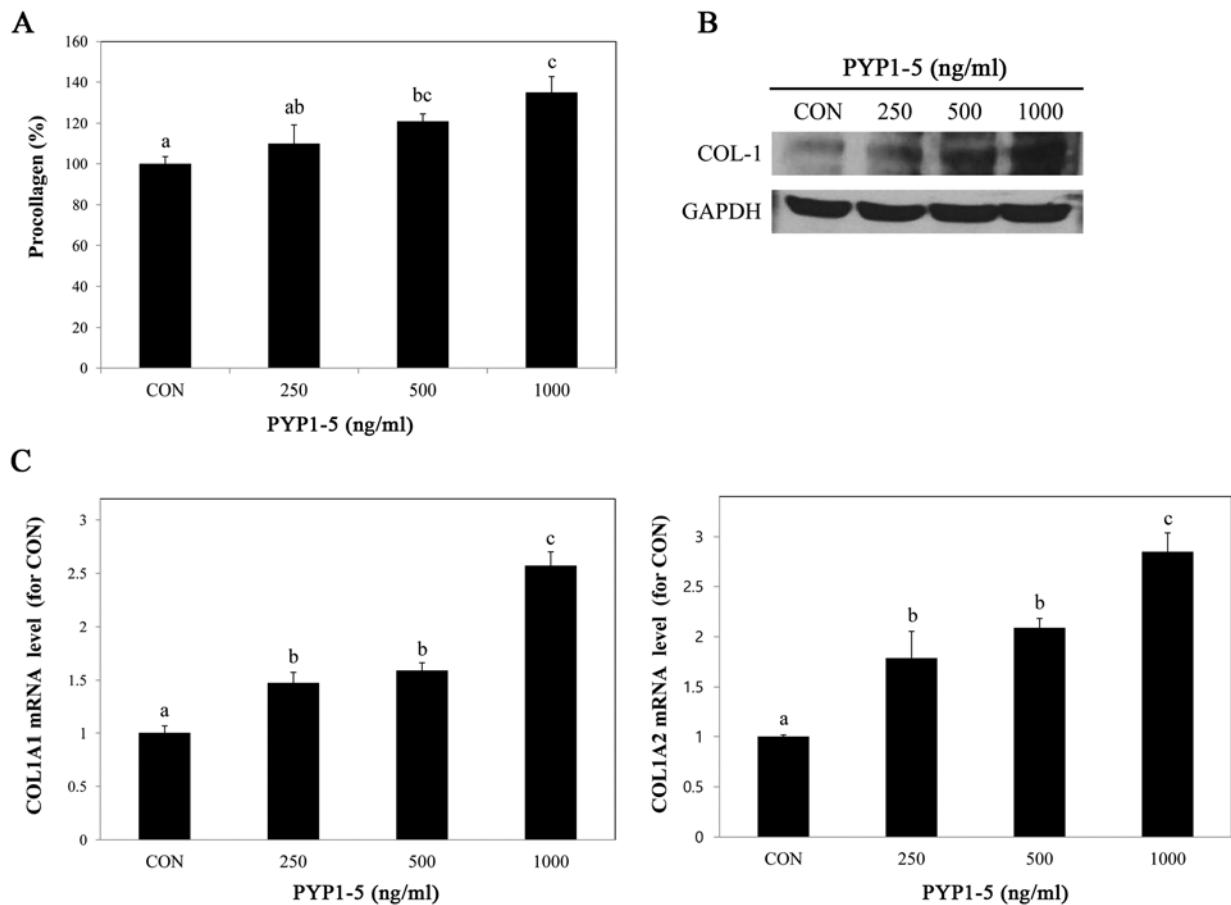 A
160
140
120
100
80
60
40
20
0
Procollagen (%)
a
ab
bc
c
CON 250 500 1000
PYP1-5 (ng/ml)
B
PYP1-5 (ng/ml)
CON 250 500 1000
COL-1
GAPDH
C
3
2.5
2
1.5
1
0.5
0
COL1A1 mRNA level (for CON)
a
b
b
c
CON 250 500 1000
PYP1-5 (ng/ml)
3
2.5
2
1.5
1
0.5
0
COL1A2 mRNA level (for CON)
a
b
b
c
CON 250 500 1000
PYP1-5 (ng/ml)